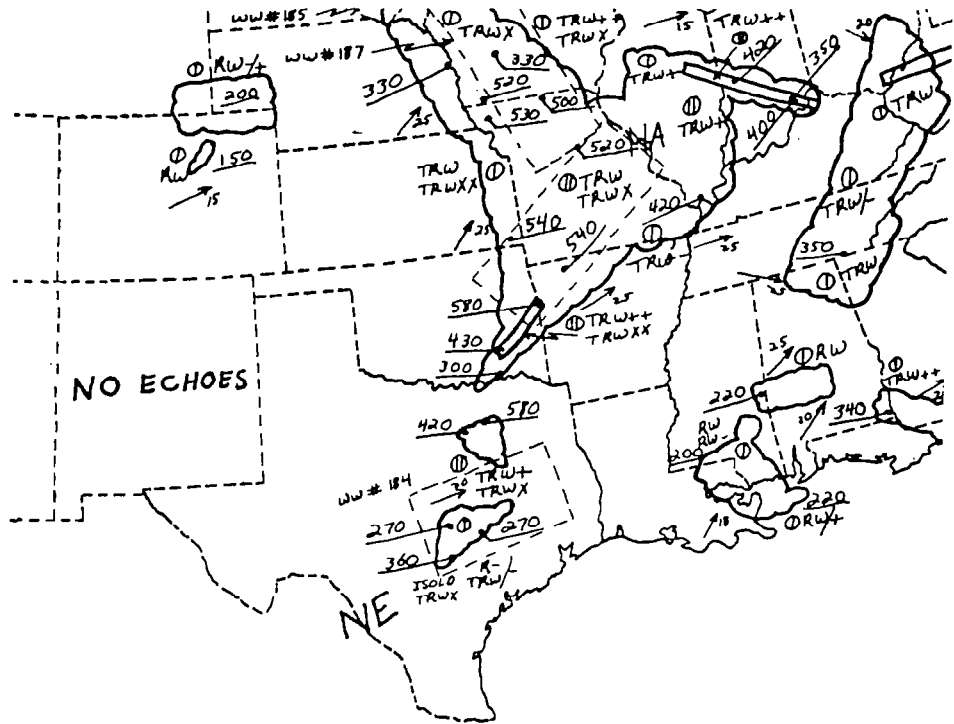 WW#185
TRWX
TRW++
TRWX
15
TRW++
20
RW-/+
WW#187
330
TRW+
420
350
200
330
520
500
TRW+
400
TRW
25
530
520
NA
RW
150
TRW
TRWXX
TRW
TRWX
15
420
TRW/-
25
540
540
TRW
25
350
TRW
580
25
TRW++
TRWXX
430
300
NO ECHOES
25
RW
TRW++
220
20
340
420
580
RW
RW-
200
TRW+
TRWX
WW#184
20
270
270
220
RW/+
18
360
ISOLD
TRWX
R-
TRW/-
NE